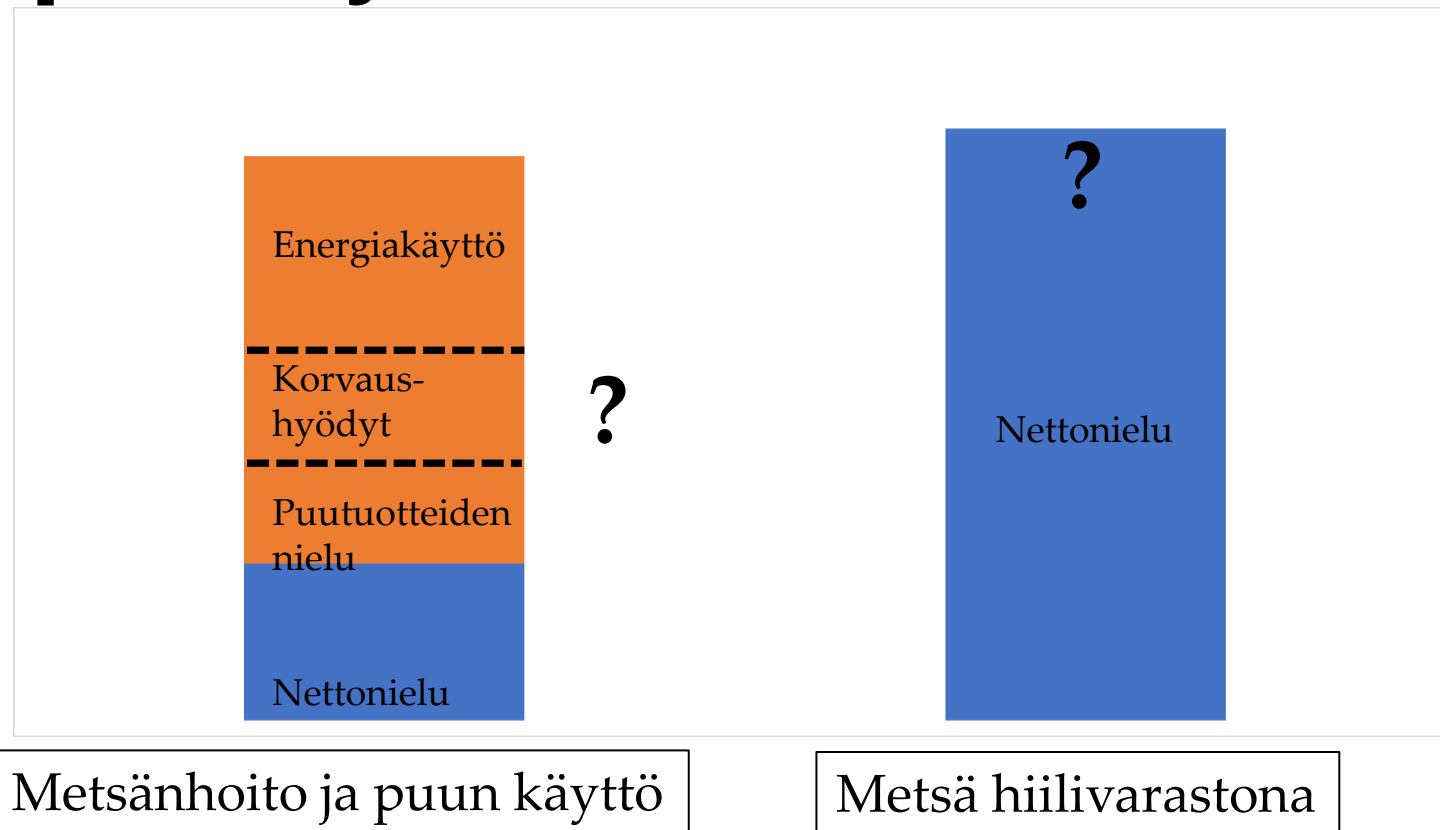 ?
Energiakäyttö
Korvaus-
hyödyt
?
Nettonielu
Puutuotteiden
nielu
Nettonielu
Metsänhoito ja puun käyttö
Metsä hiilivarastona